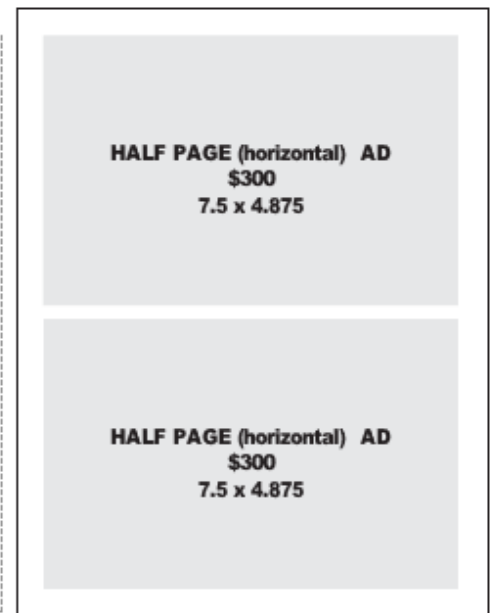 HALF PAGE (horizontal) AD
$300
7.5 x 4.875
HALF PAGE (horizontal) AD
$300
7.5 x 4.875